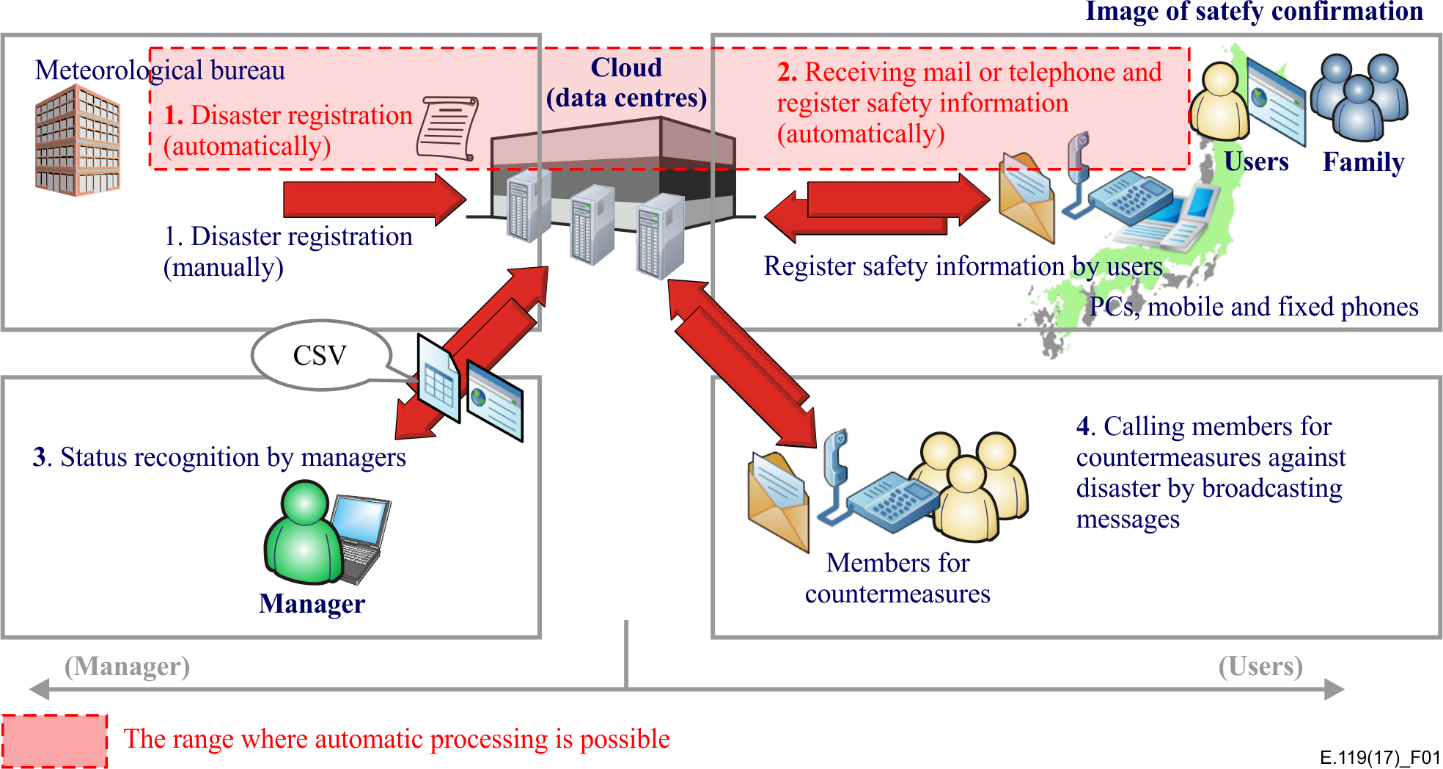 Image of satefy confirmation
Meteorological bureau
1. Disaster registration
(automatically)
Cloud
(data centres)
2. Receiving mail or telephone and
register safety information
(automatically)
Users
Family
1. Disaster registration
(manually)
Register safety information by users
PCs, mobile and fixed phones
CSV
3. Status recognition by managers
Manager
4. Calling members for
countermeasures against
disaster by broadcasting
messages
Members for
countermeasures
(Manager)
(Users)
The range where automatic processing is possible
E.119(17)_F01